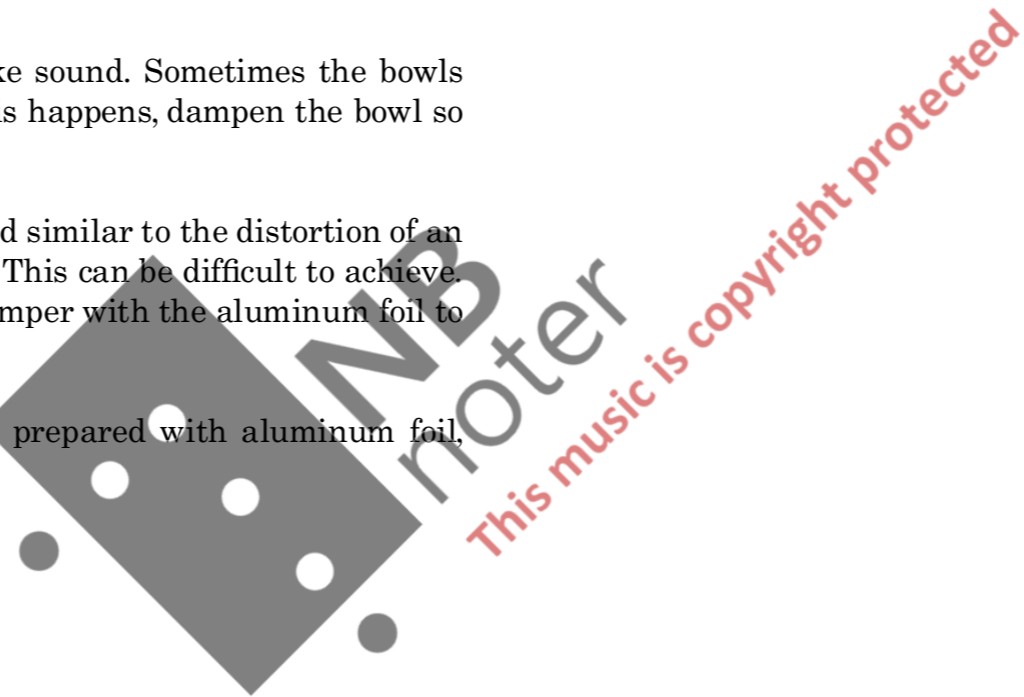 ke sound. Sometimes the bowls
s happens, dampen the bowl so
d similar to the distortion of an
This can be difficult to achieve.
mper with the aluminum foil to
prepared with aluminum foil,
NB
noter
This music is copyright protected